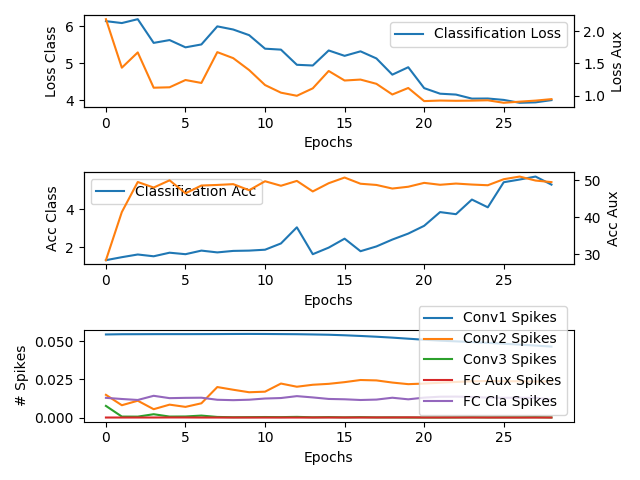 6
5
4
Loss Class
Classification Loss
2.0
1.5
1.0
Loss Aux
0 5 10 15 20 25
Epochs
4
2
Acc Class
Classification Acc
50
40
30
Acc Aux
0 5 10 15 20 25
Epochs
0.050
0.025
0.000
# Spikes
Conv1 Spikes
Conv2 Spikes
Conv3 Spikes
FC Aux Spikes
FC Cla Spikes
0 5 10 15 20 25
Epochs